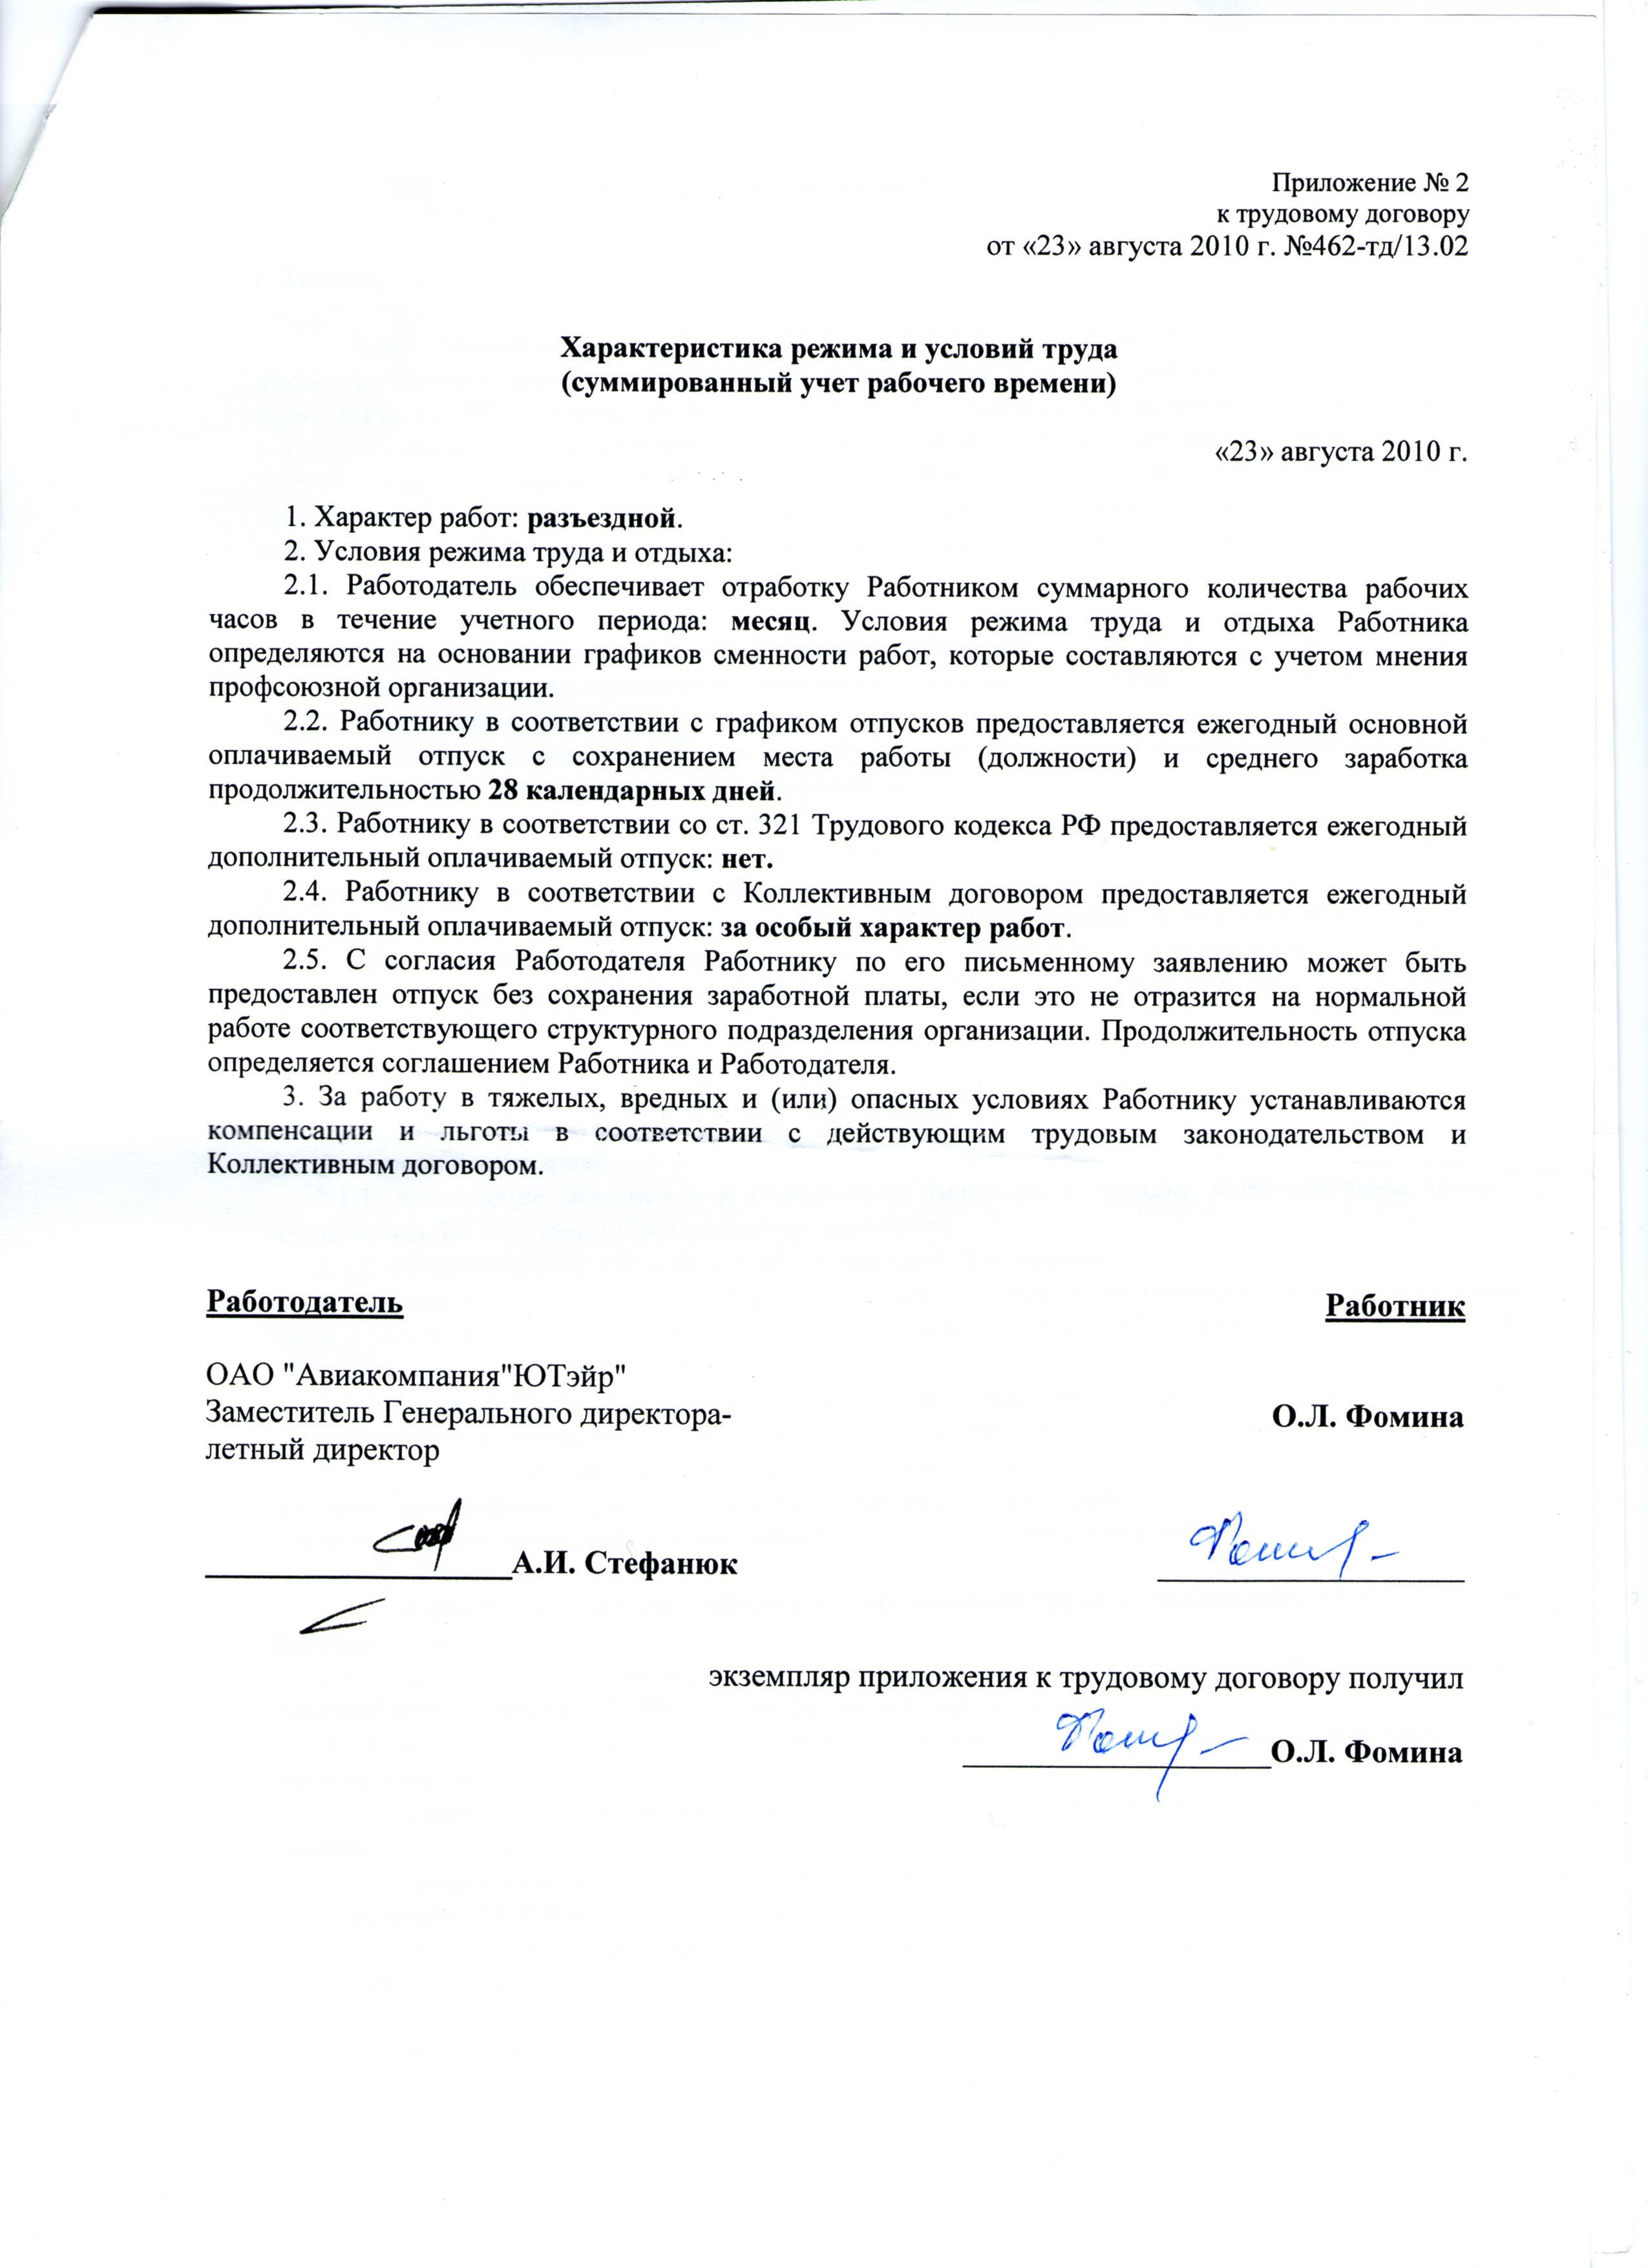 Приложение № 2
к трудовому договору
от «23» августа 2010 г. №462-тд/13.02
Характеристика режима и условий труда
(суммированный учет рабочего времени)
«23» августа 2010 г.
1. Характер работ: разъездной.
2. Условия режима труда и отдыха:
2.1. Работодатель обеспечивает отработку Работником суммарного количества рабочих
часов в течение учетного периода: месяц. Условия режима труда и отдыха Работника
определяются на основании графиков сменности работ, которые составляются с учетом мнения
профсоюзной организации.
2.2. Работнику в соответствии с графиком отпусков предоставляется ежегодный основной
оплачиваемый отпуск с сохранением места работы (должности) и среднего заработка
продолжительностью 28 календарных дней.
2.3. Работнику в соответствии со ст. 321 Трудового кодекса РФ предоставляется ежегодный
дополнительный оплачиваемый отпуск: нет.
2.4. Работнику в соответствии с Коллективным договором предоставляется ежегодный
дополнительный оплачиваемый отпуск: за особый характер работ.
2.5. С согласия Работодателя Работнику по его письменному заявлению может быть
предоставлен отпуск без сохранения заработной платы, если это не отразится на нормальной
работе соответствующего структурного подразделения организации. Продолжительность отпуска
определяется соглашением Работника и Работодателя.
3. За работу в тяжелых, вредных и (или) опасных условиях Работнику устанавливаются
компенсации и льготы в соответствии с действующим трудовым законодательством и
Коллективным договором.
Работодатель Работник
ОАО "Авиакомпания"ЮТэйр"
Заместитель Генерального директора- О.Л. Фомина
летный директор
А.И. Стефанюк
экземпляр приложения к трудовому договору получил
О.Л. Фомина